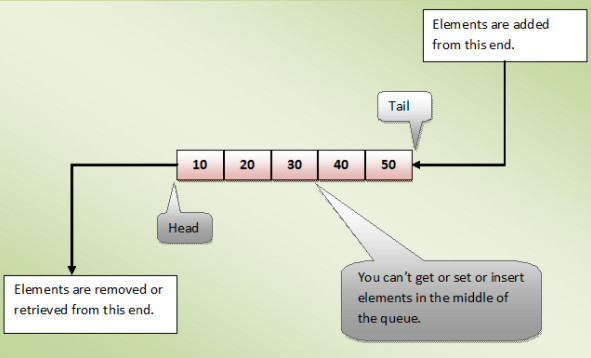 Elements are added
from this end.
Tail
10 20 30 40 50
Head
Elements are removed or
retrieved from this end.
You can't get or set or insert
elements in the middle of
the queue.